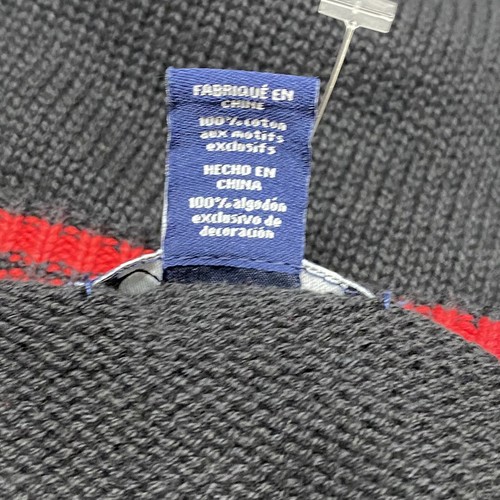 FABRIQUÉ EN
CHINE
100% coton
aux motifs
exclusifs
HECHO EN
CHINA
100% algodón
exclusivo de
decoración